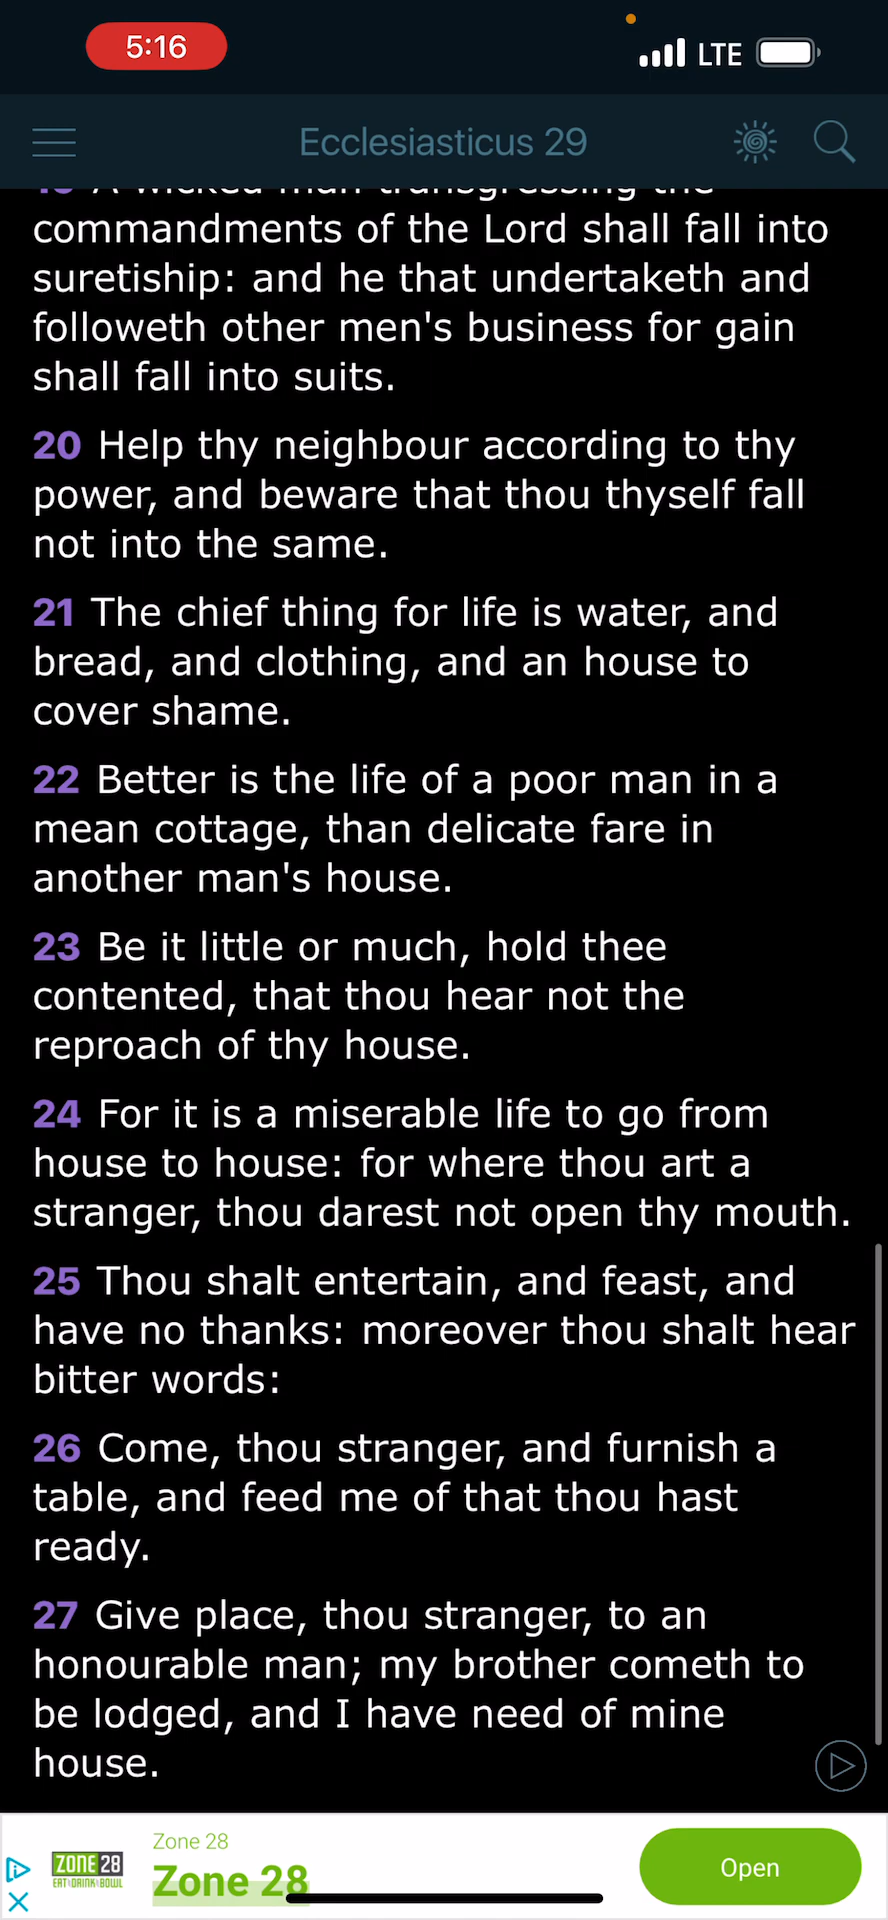 5:16
LTE
Ecclesiasticus 29
19 A wicked man transgressing the
commandments of the Lord shall fall into
suretiship: and he that undertaketh and
followeth other men's business for gain
shall fall into suits.
20 Help thy neighbour according to thy
power, and beware that thou thyself fall
not into the same.
21 The chief thing for life is water, and
bread, and clothing, and an house to
cover shame.
22 Better is the life of a poor man in a
mean cottage, than delicate fare in
another man's house.
23 Be it little or much, hold thee
contented, that thou hear not the
reproach of thy house.
24 For it is a miserable life to go from
house to house: for where thou art a
stranger, thou darest not open thy mouth.
25 Thou shalt entertain, and feast, and
have no thanks: moreover thou shalt hear
bitter words:
26 Come, thou stranger, and furnish a
table, and feed me of that thou hast
ready.
27 Give place, thou stranger, to an
honourable man; my brother cometh to
be lodged, and I have need of mine
house.
ZONE 28
EAT\DRINK\BOWL
Zone 28
Zone 28
Open